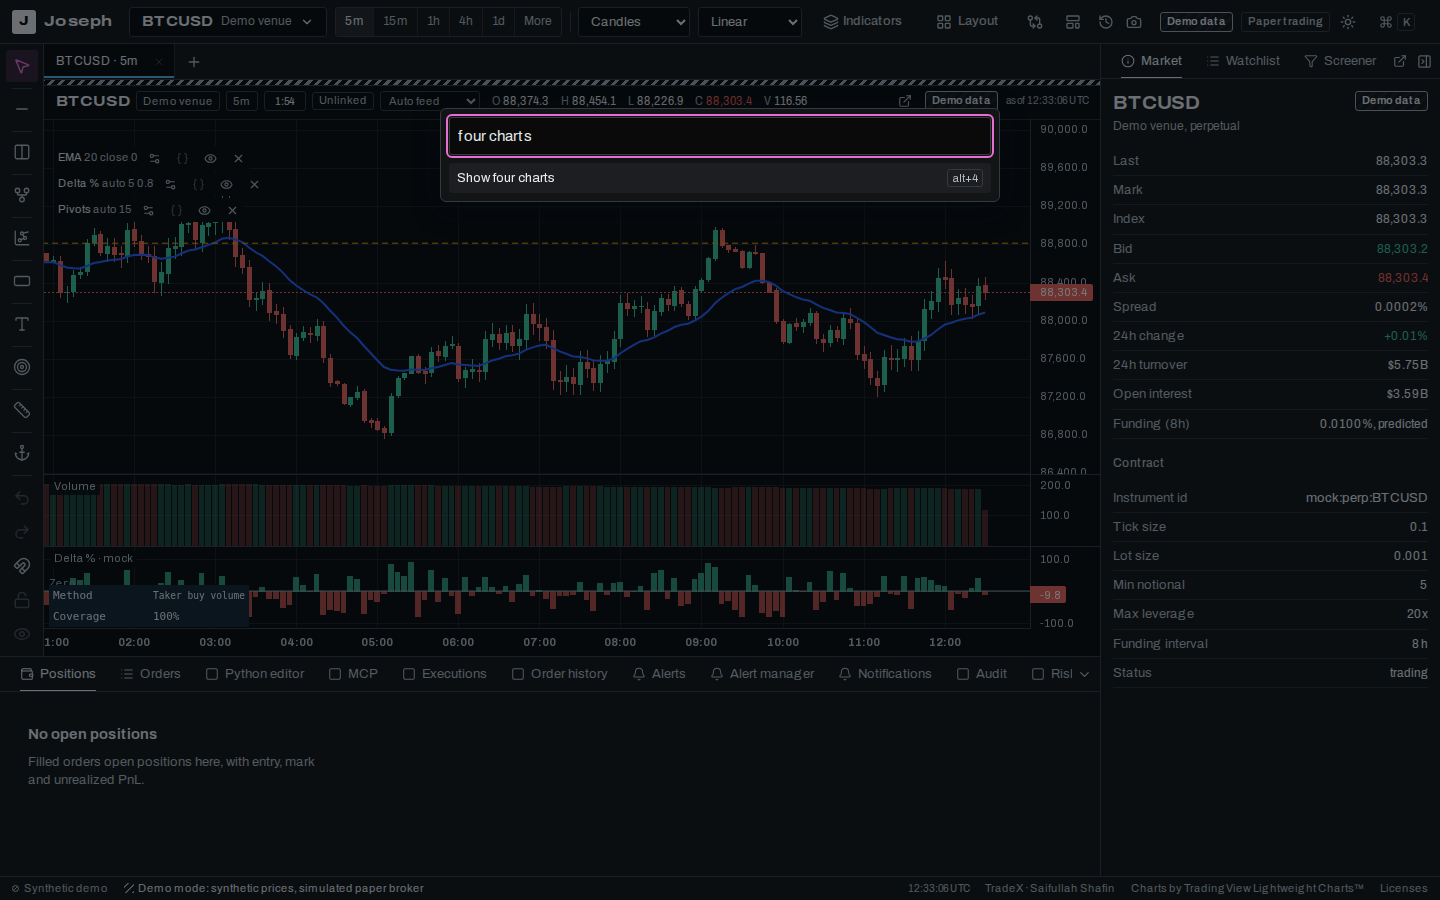 J Joseph BTCUSD Demo venue 5m 15m 1h 4h 1d More Candles Linear Indicators Layout Demo data Paper trading ⌘ K
BTCUSD · 5m × +
Market Watchlist Screener
BTCUSD Demo venue 5m 1:54 Unlinked Auto feed O 88,374.3 H 88,454.1 L 88,226.9 C 88,303.4 V 116.56 Demo data as of 12:33:06 UTC
four charts
Show four charts alt+4
EMA 20 close 0 { }
Delta % auto 5 0.8 { }
Pivots auto 15 { }
90,000.0
89,600.0
89,200.0
88,800.0
88,400.0
88,303.4
88,000.0
87,600.0
87,200.0
86,800.0
86,400.0
Volume
200.0
100.0
Delta % · mock
100.0
Method Taker buy volume
Coverage 100%
-9.8
-100.0
1:00 02:00 03:00 04:00 05:00 06:00 07:00 08:00 09:00 10:00 11:00 12:00
BTCUSD Demo data
Demo venue, perpetual
Last 88,303.3
Mark 88,303.3
Index 88,303.3
Bid 88,303.2
Ask 88,303.4
Spread 0.0002%
24h change +0.01%
24h turnover $5.75B
Open interest $3.59B
Funding (8h) 0.0100%, predicted
Contract
Instrument id mock:perp:BTCUSD
Tick size 0.1
Lot size 0.001
Min notional 5
Max leverage 20x
Funding interval 8h
Status trading
Positions Orders Python editor MCP Executions Order history Alerts Alert manager Notifications Audit
No open positions
Filled orders open positions here, with entry, mark
and unrealized PnL.
Synthetic demo Demo mode: synthetic prices, simulated paper broker 12:33:06 UTC TradeX · Saifullah Shafin Charts by TradingView Lightweight Charts™ Licenses